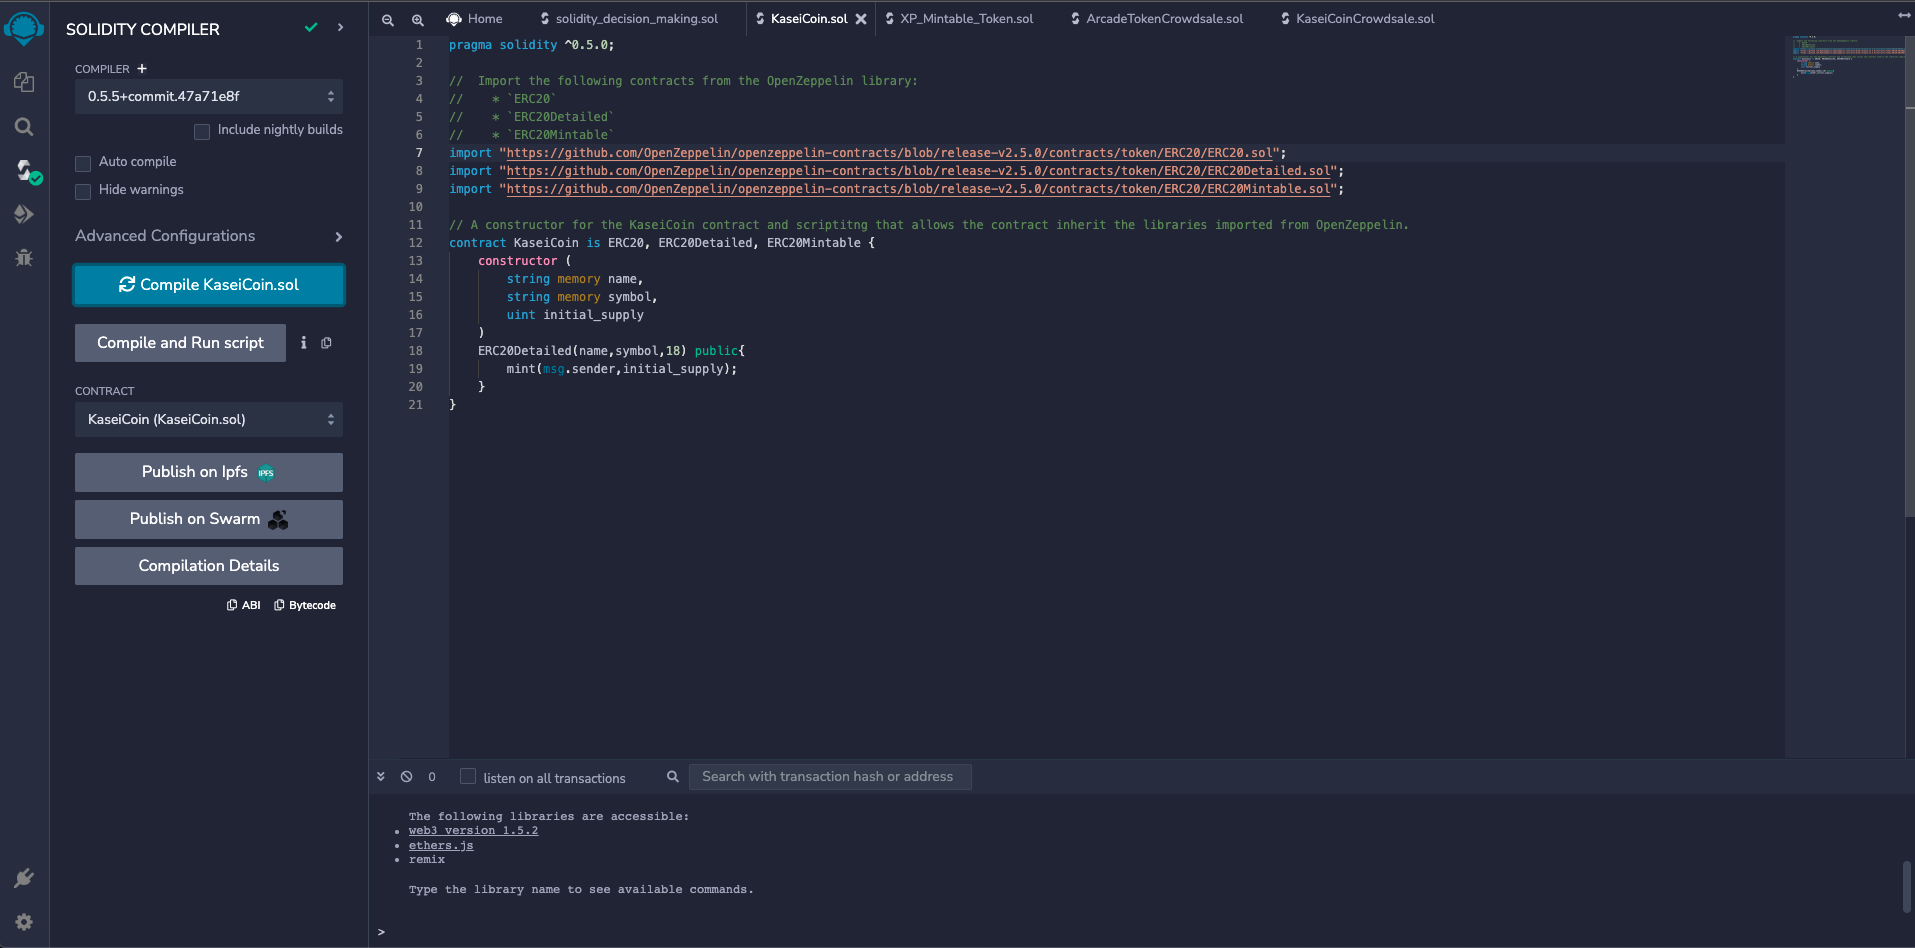 SOLIDITY COMPILER
COMPILER +
0.5.5+commit.47a71e8f
Include nightly builds
Auto compile
Hide warnings
Advanced Configurations
Compile KaseiCoin.sol
Compile and Run script
CONTRACT
KaseiCoin (KaseiCoin.sol)
Publish on Ipfs IPFS
Publish on Swarm
Compilation Details
ABI Bytecode
Home solidity_decision_making.sol KaseiCoin.sol XP_Mintable_Token.sol ArcadeTokenCrowdsale.sol KaseiCoinCrowdsale.sol
1 pragma solidity ^0.5.0;
2
3 //  Import the following contracts from the OpenZeppelin library:
4 //    * `ERC20`
5 //    * `ERC20Detailed`
6 //    * `ERC20Mintable`
7 import "https://github.com/OpenZeppelin/openzeppelin-contracts/blob/release-v2.5.0/contracts/token/ERC20/ERC20.sol";
8 import "https://github.com/OpenZeppelin/openzeppelin-contracts/blob/release-v2.5.0/contracts/token/ERC20/ERC20Detailed.sol";
9 import "https://github.com/OpenZeppelin/openzeppelin-contracts/blob/release-v2.5.0/contracts/token/ERC20/ERC20Mintable.sol";
10
11 // A constructor for the KaseiCoin contract and scriptitng that allows the contract inherit the libraries imported from OpenZeppelin.
12 contract KaseiCoin is ERC20, ERC20Detailed, ERC20Mintable {
13     constructor (
14         string memory name,
15         string memory symbol,
16         uint initial_supply
17     )
18     ERC20Detailed(name,symbol,18) public{
19         mint(msg.sender,initial_supply);
20     }
21 }
0 listen on all transactions Search with transaction hash or address
The following libraries are accessible:
• web3 version 1.5.2
• ethers.js
• remix
Type the library name to see available commands.
>